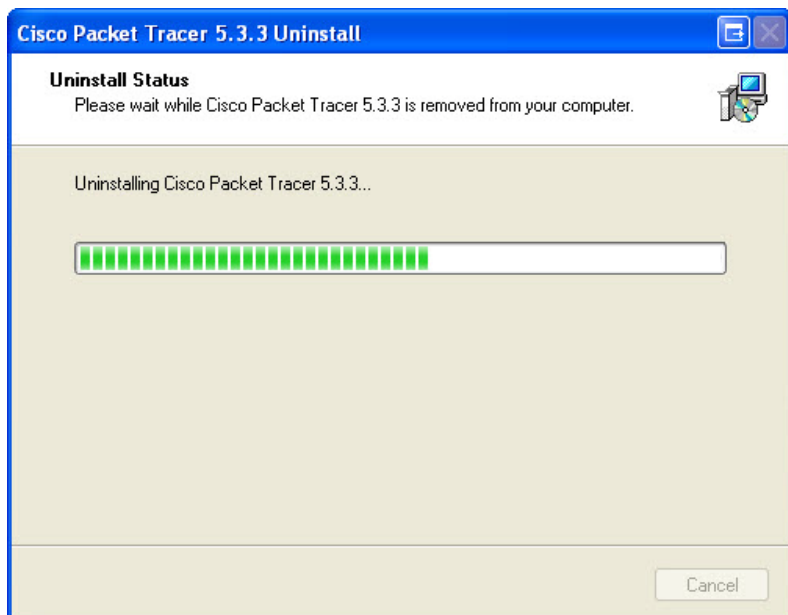 Cisco Packet Tracer 5.3.3 Uninstall
Uninstall Status
Please wait while Cisco Packet Tracer 5.3.3 is removed from your computer.
Uninstalling Cisco Packet Tracer 5.3.3...
Cancel